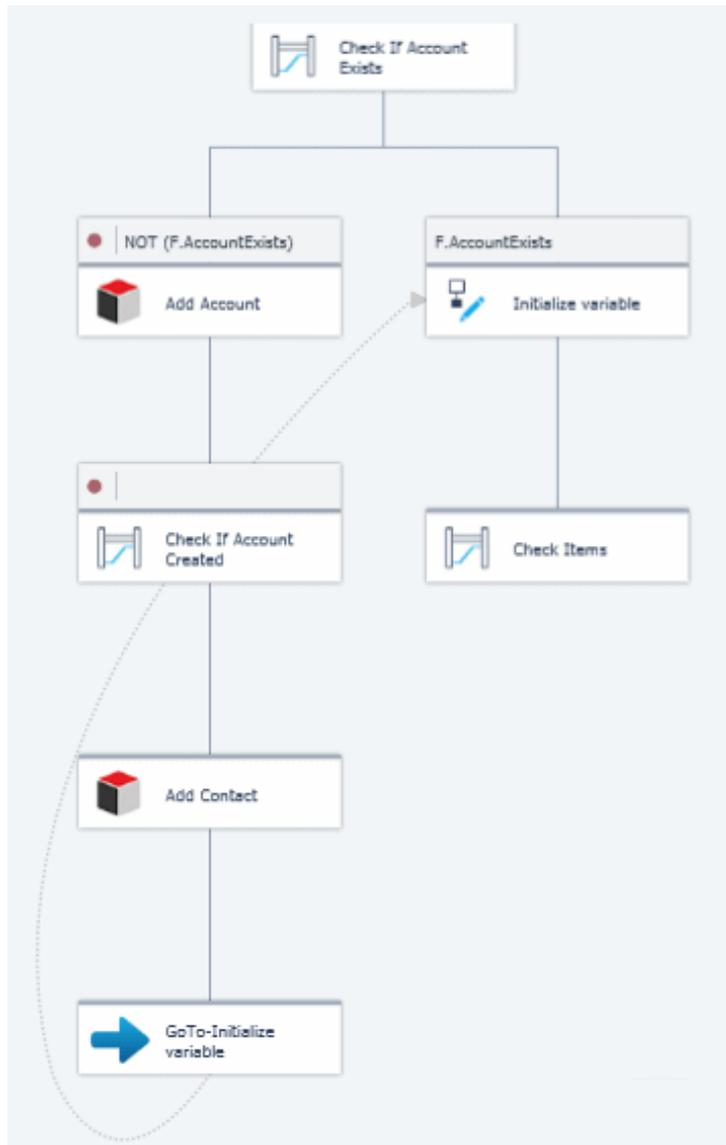 Check If Account
Exists
NOT (F.AccountExists)
F.AccountExists
Add Account
Initialize variable
Check If Account
Created
Check Items
Add Contact
GoTo-Initialize
variable